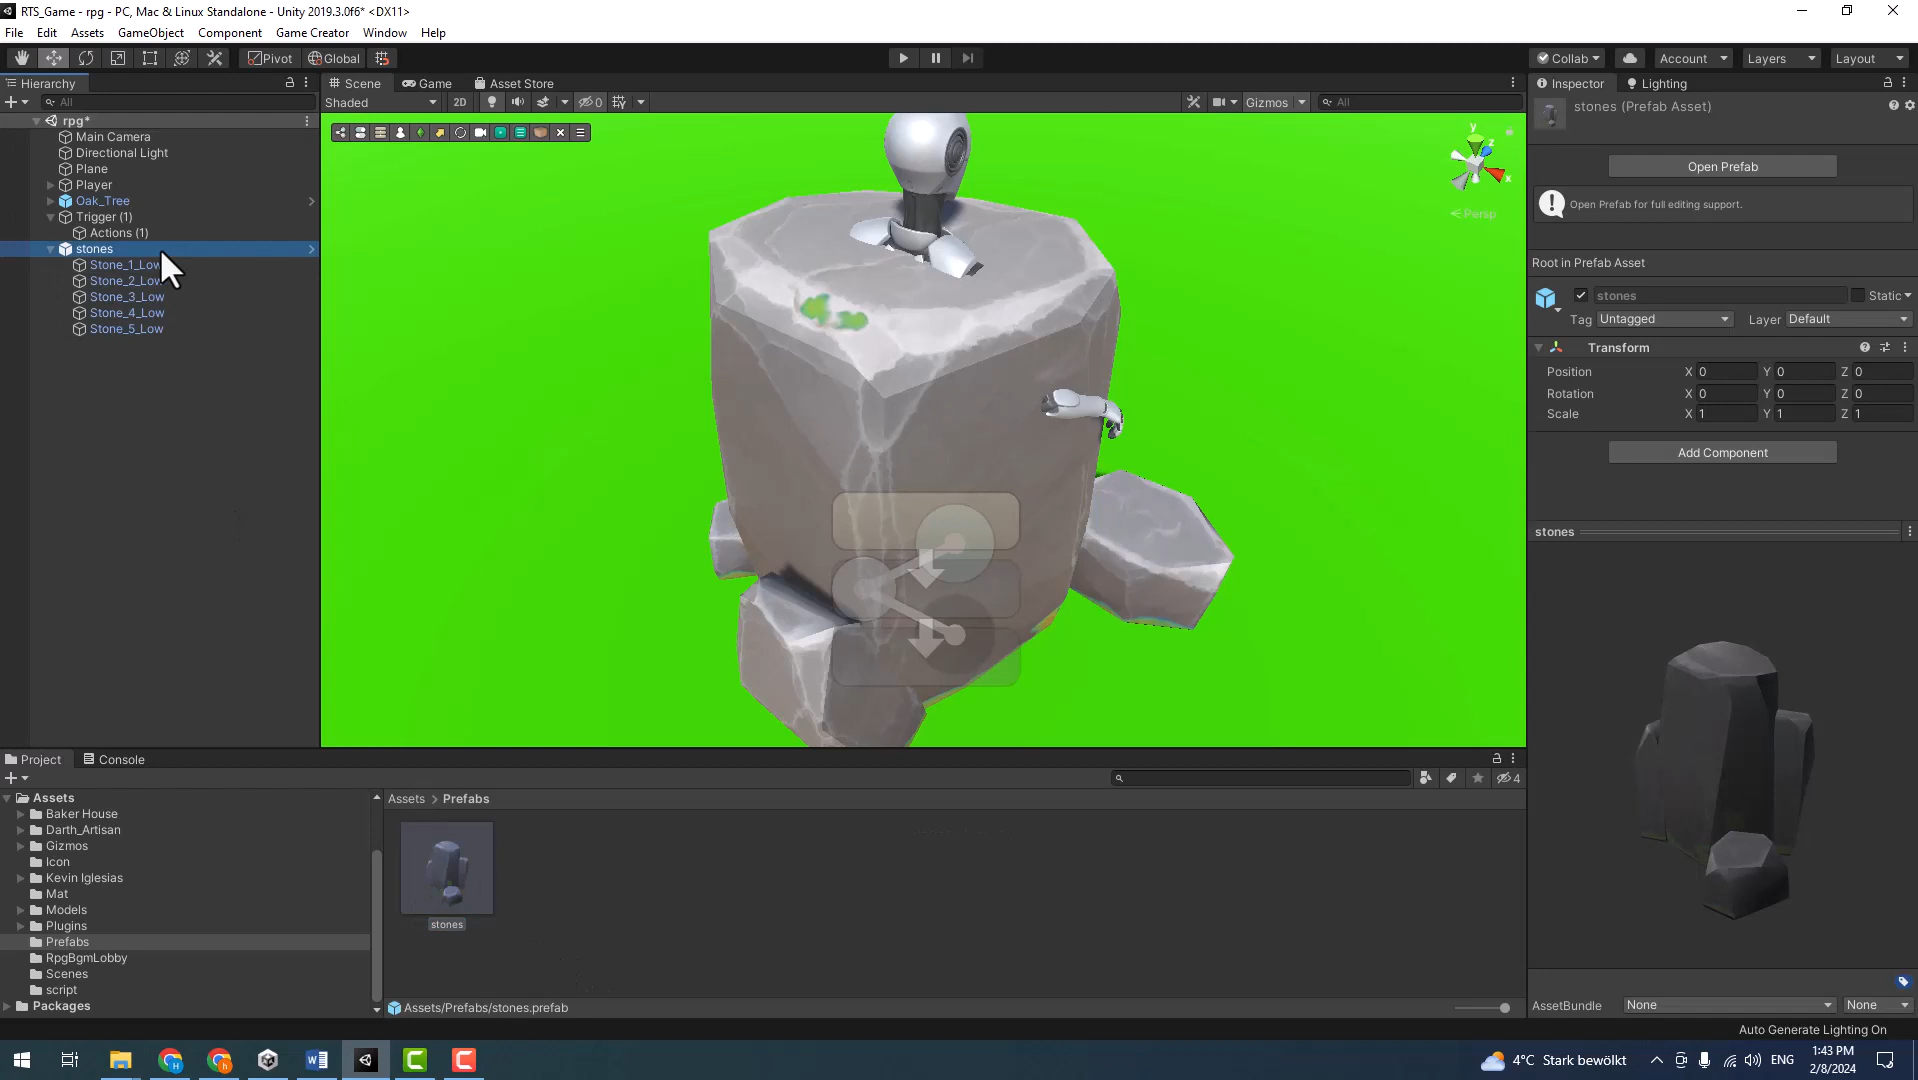 RTS_Game - rpg - PC, Mac & Linux Standalone - Unity 2019.3.0f6* <DX11>
File Edit Assets GameObject Component Game Creator Window Help
Pivot Global Collab Account Layers Layout
Hierarchy
All
rpg*
Main Camera
Directional Light
Plane
Player
Oak_Tree
Trigger (1)
Actions (1)
stones
Stone_1_Low
Stone_2_Low
Stone_3_Low
Stone_4_Low
Stone_5_Low
Scene Game Asset Store
Shaded 2D 0 Gizmos All
y
z
x
Persp
Inspector Lighting
stones (Prefab Asset)
Open Prefab
Open Prefab for full editing support.
Root in Prefab Asset
stones Static
Tag Untagged Layer Default
Transform
Position X 0 Y 0 Z 0
Rotation X 0 Y 0 Z 0
Scale X 1 Y 1 Z 1
Add Component
stones
AssetBundle None None
Project Console
4
Assets
Baker House
Darth_Artisan
Gizmos
Icon
Kevin Iglesias
Mat
Models
Plugins
Prefabs
RpgBgmLobby
Scenes
script
Packages
Assets > Prefabs
stones
Assets/Prefabs/stones.prefab
Auto Generate Lighting On
4°C Stark bewölkt ENG 1:43 PM
2/8/2024